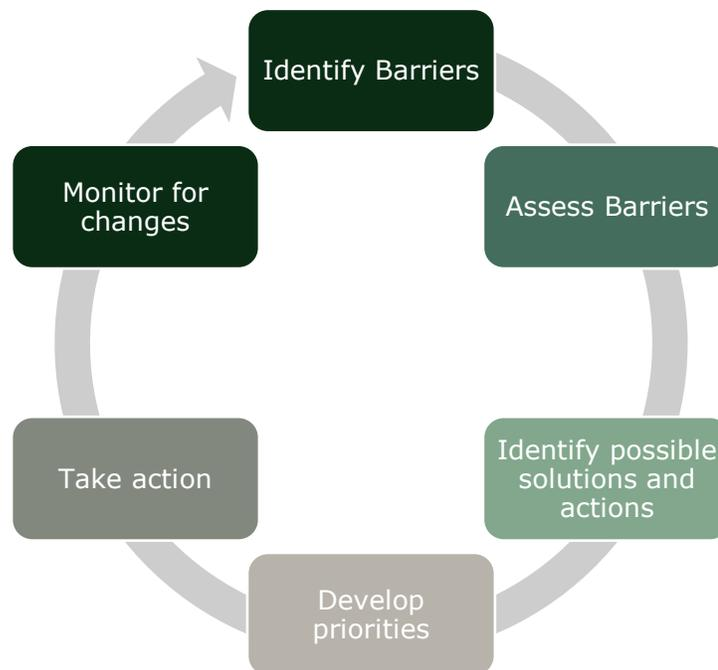 Identify Barriers
Assess Barriers
Identify possible
solutions and
actions
Develop
priorities
Take action
Monitor for
changes